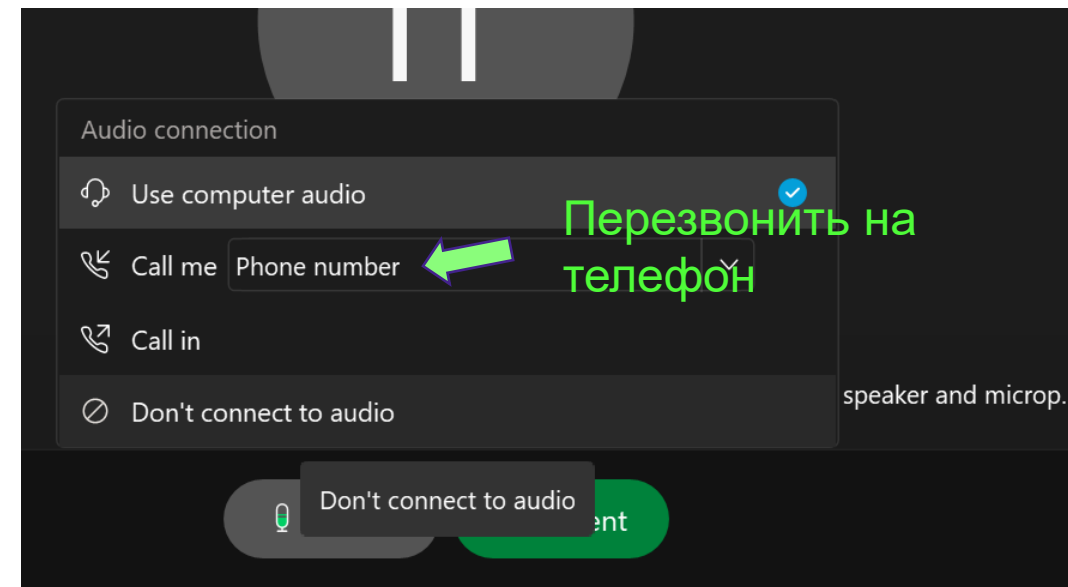 Audio connection
Use computer audio
Перезвонить на
телефон
Call me Phone number
Call in
Don't connect to audio
speaker and microp.
Don't connect to audio